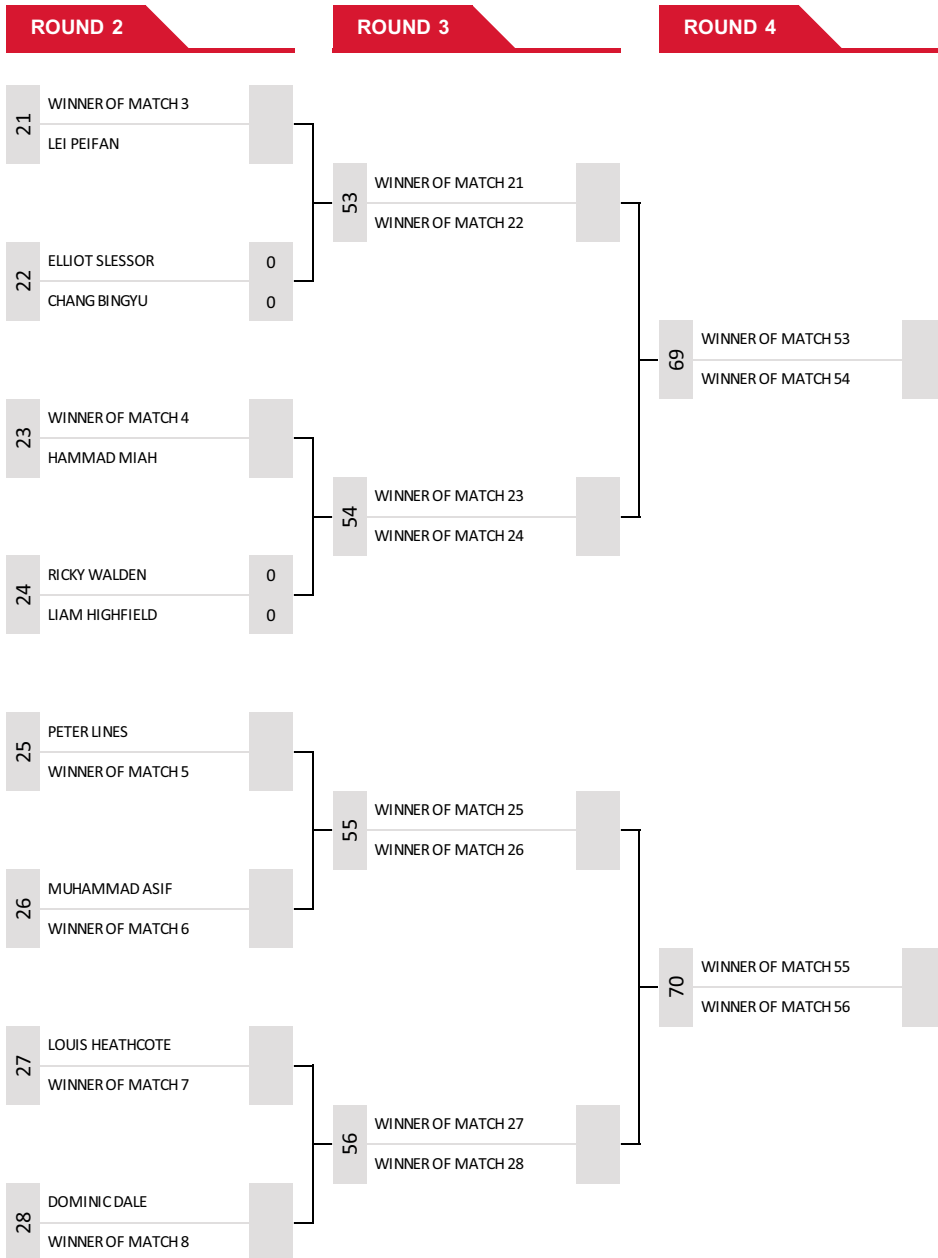 ROUND 2
ROUND 3
ROUND 4
21
WINNER OF MATCH 3
LEI PEIFAN
22
ELLIOT SLESSOR 0
CHANG BINGYU 0
53
WINNER OF MATCH 21
WINNER OF MATCH 22
23
WINNER OF MATCH 4
HAMMAD MIAH
24
RICKY WALDEN 0
LIAM HIGHFIELD 0
54
WINNER OF MATCH 23
WINNER OF MATCH 24
69
WINNER OF MATCH 53
WINNER OF MATCH 54
25
PETER LINES
WINNER OF MATCH 5
26
MUHAMMAD ASIF
WINNER OF MATCH 6
55
WINNER OF MATCH 25
WINNER OF MATCH 26
27
LOUIS HEATHCOTE
WINNER OF MATCH 7
28
DOMINIC DALE
WINNER OF MATCH 8
56
WINNER OF MATCH 27
WINNER OF MATCH 28
70
WINNER OF MATCH 55
WINNER OF MATCH 56